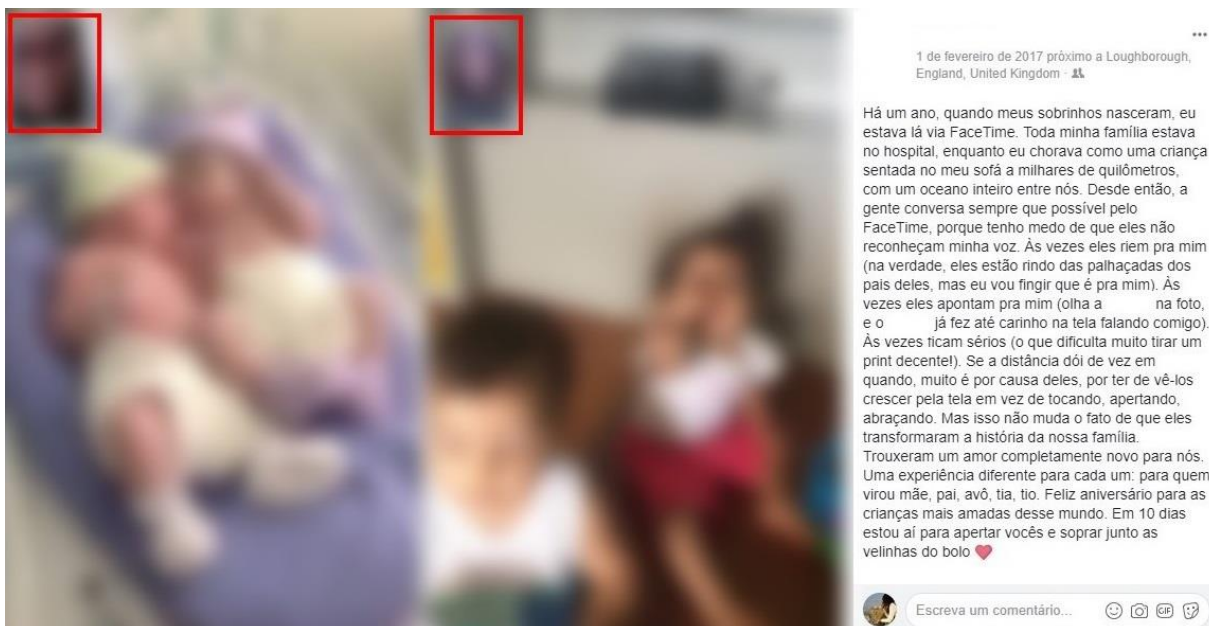 1 de fevereiro de 2017 próximo a Loughborough,
England, United Kingdom ·
Há um ano, quando meus sobrinhos nasceram, eu
estava lá via FaceTime. Toda minha família estava
no hospital, enquanto eu chorava como uma criança
sentada no meu sofá a milhares de quilômetros,
com um oceano inteiro entre nós. Desde então, a
gente conversa sempre que possível pelo
FaceTime, porque tenho medo de que eles não
reconheçam minha voz. Às vezes eles riem pra mim
(na verdade, eles estão rindo das palhaçadas dos
pais deles, mas eu vou fingir que é pra mim). Às
vezes eles apontam pra mim (olha a na foto,
e o já fez até carinho na tela falando comigo).
Às vezes ticam sérios (o que dificulta muito tirar um
print decente!). Se a distância dói de vez em
quando, muito é por causa deles, por ter de vê-los
crescer pela tela em vez de tocando, apertando,
abraçando. Mas isso não muda o fato de que eles
transformaram a história da nossa família.
Trouxeram um amor completamente novo para nós.
Uma experiência diferente para cada um: para quem
virou mãe, pai, avô, tia, tio. Feliz aniversário para as
crianças mais amadas desse mundo. Em 10 dias
estou aí para apertar vocês e soprar junto as
velinhas do bolo ❤
Escreva um comentário...
GIF